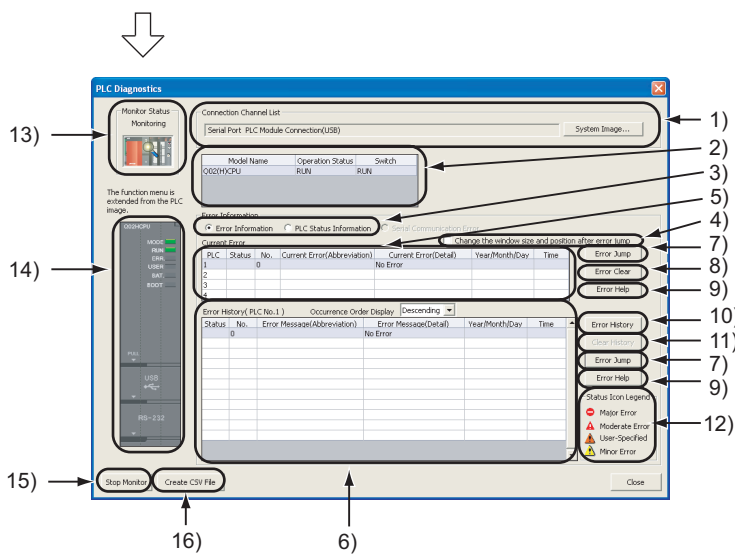 PLC Diagnostics
Monitor Status
Monitoring
Connection Channel List
Serial Port PLC Module Connection(USB)
System Image...
Model Name Operation Status Switch
Q02(H)CPU RUN RUN
The function menu is
extended from the PLC
image.
Error Information
Error Information PLC Status Information Serial Communication Error
Change the window size and position after error jump
Current Error
PLC Status No. Current Error(Abbreviation) Current Error(Detail) Year/Month/Day Time
1 0 No Error
2
3
4
Error Jump
Error Clear
Error Help
Error History( PLC No.1 ) Occurrence Order Display Descending
Status No. Error Message(Abbreviation) Error Message(Detail) Year/Month/Day Time
0 No Error
Error History
Clear History
Error Jump
Error Help
Status Icon Legend
Major Error
Moderate Error
User-Specified
Minor Error
Q02HCPU
MODE
RUN
ERR.
USER
BAT.
BOOT
PULL
USB
RS-232
Stop Monitor
Create CSV File
Close
1)
2)
3)
5)
4)
7)
8)
9)
10)
11)
7)
9)
12)
13)
14)
15)
16)
6)